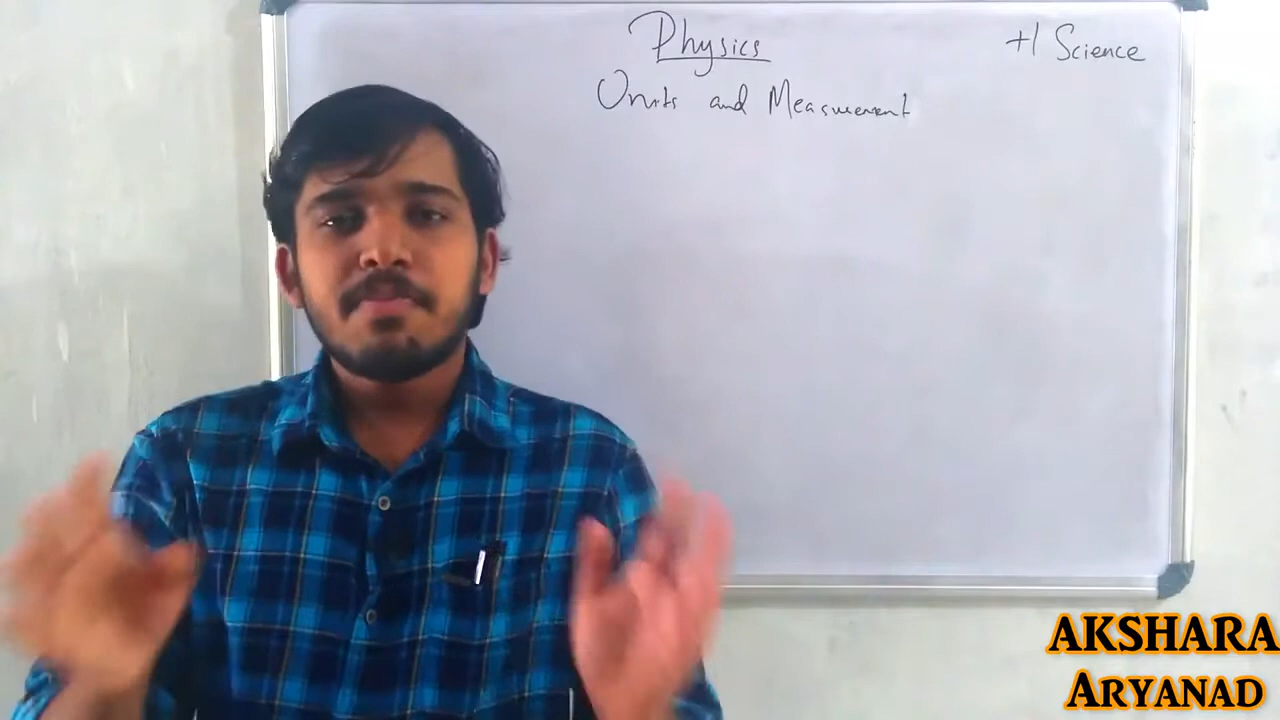 Physics
+1 Science
Units and Measurement
AKSHARA
ARYANAD